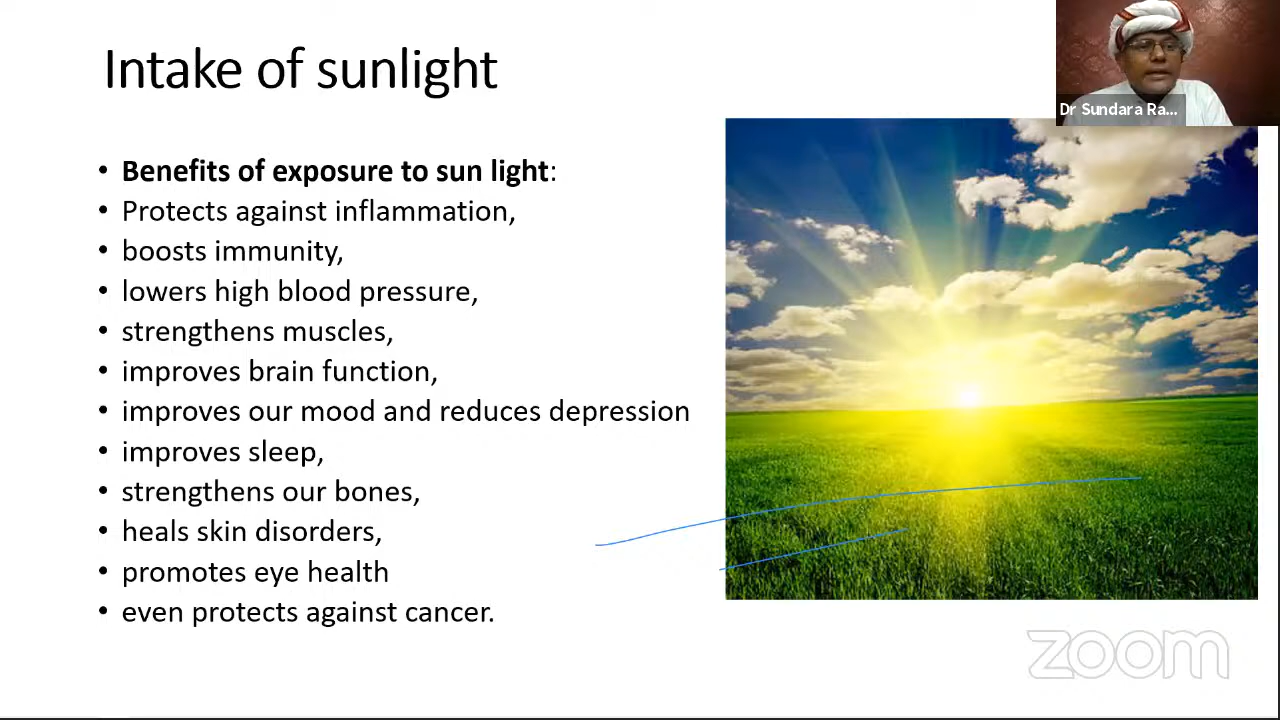 Intake of sunlight
Dr Sundara Ra...
• Benefits of exposure to sun light:
• Protects against inflammation,
• boosts immunity,
• lowers high blood pressure,
• strengthens muscles,
• improves brain function,
• improves our mood and reduces depression
• improves sleep,
• strengthens our bones,
• heals skin disorders,
• promotes eye health
• even protects against cancer.
zoom